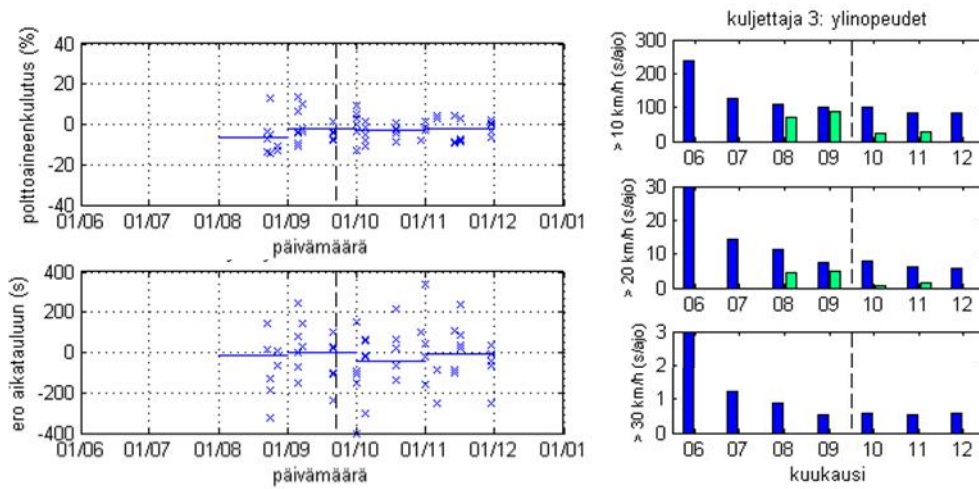 polttoaineenkulutus (%)
40
20
0
-20
-40
01/06 01/07 01/08 01/09 01/10 01/11 01/12 01/01
päivämäärä
ero aikatauluun (s)
400
200
0
-200
-400
01/06 01/07 01/08 01/09 01/10 01/11 01/12 01/01
päivämäärä
kuljettaja 3: ylinopeudet
> 10 km/h (s/ajo)
300
200
100
0
06 07 08 09 10 11 12
> 20 km/h (s/ajo)
30
20
10
0
06 07 08 09 10 11 12
> 30 km/h (s/ajo)
3
2
1
0
06 07 08 09 10 11 12
kuukausi